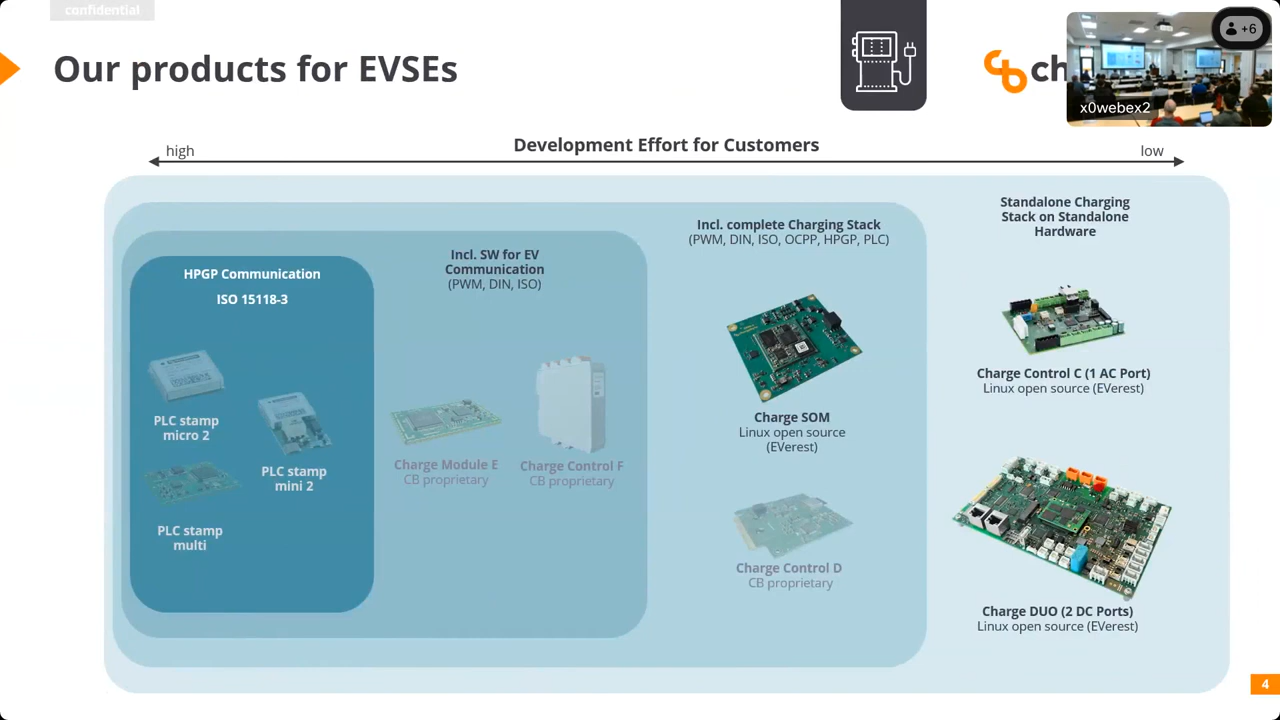 confidential
Our products for EVSEs
ch
+6
x0webex2
Development Effort for Customers
high
low
HPGP Communication
ISO 15118-3
PLC stamp
micro 2
PLC stamp
mini 2
PLC stamp
multi
Incl. SW for EV
Communication
(PWM, DIN, ISO)
Charge Module E
CB proprietary
Charge Control F
CB proprietary
Incl. complete Charging Stack
(PWM, DIN, ISO, OCPP, HPGP, PLC)
Charge SOM
Linux open source
(EVerest)
Charge Control D
CB proprietary
Standalone Charging
Stack on Standalone
Hardware
Charge Control C (1 AC Port)
Linux open source (EVerest)
Charge DUO (2 DC Ports)
Linux open source (EVerest)
4